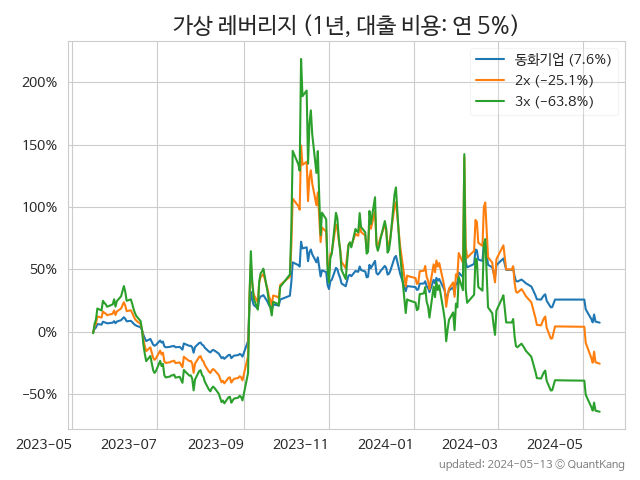 가상 레버리지 (1년, 대출 비용: 연 5%)
동화기업 (7.6%)
2x (−25.1%)
3x (−63.8%)
200%
150%
100%
50%
0%
−50%
2023-05 2023-07 2023-09 2023-11 2024-01 2024-03 2024-05
updated: 2024-05-13 © QuantKang